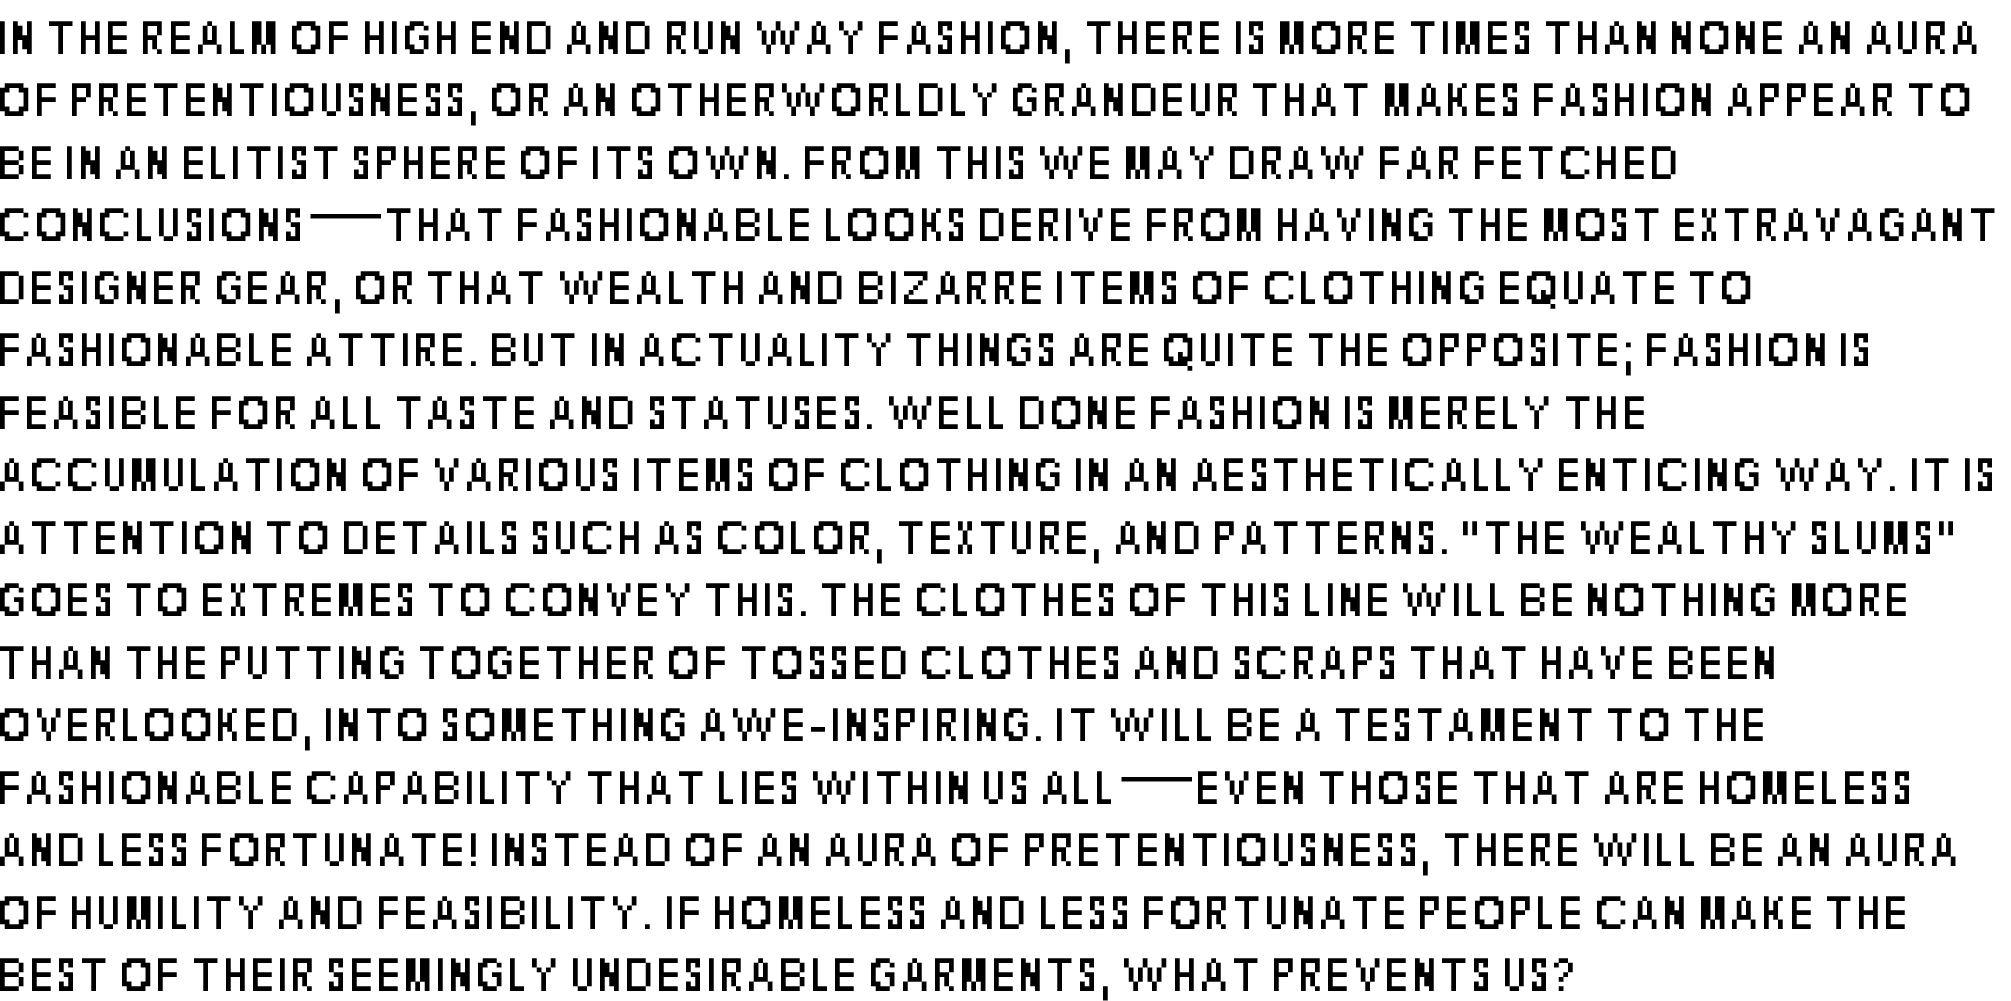 IN THE REALM OF HIGH END AND RUN WAY FASHION, THERE IS MORE TIMES THAN NONE AN AURA
OF PRETENTIOUSNESS, OR AN OTHERWORLDLY GRANDEUR THAT MAKES FASHION APPEAR TO
BE IN AN ELITIST SPHERE OF ITS OWN. FROM THIS WE MAY DRAW FAR FETCHED
CONCLUSIONS—THAT FASHIONABLE LOOKS DERIVE FROM HAVING THE MOST EXTRAVAGANT
DESIGNER GEAR, OR THAT WEALTH AND BIZARRE ITEMS OF CLOTHING EQUATE TO
FASHIONABLE ATTIRE. BUT IN ACTUALITY THINGS ARE QUITE THE OPPOSITE; FASHION IS
FEASIBLE FOR ALL TASTE AND STATUSES. WELL DONE FASHION IS MERELY THE
ACCUMULATION OF VARIOUS ITEMS OF CLOTHING IN AN AESTHETICALLY ENTICING WAY. IT IS
ATTENTION TO DETAILS SUCH AS COLOR, TEXTURE, AND PATTERNS. "THE WEALTHY SLUMS"
GOES TO EXTREMES TO CONVEY THIS. THE CLOTHES OF THIS LINE WILL BE NOTHING MORE
THAN THE PUTTING TOGETHER OF TOSSED CLOTHES AND SCRAPS THAT HAVE BEEN
OVERLOOKED, INTO SOMETHING AWE-INSPIRING. IT WILL BE A TESTAMENT TO THE
FASHIONABLE CAPABILITY THAT LIES WITHIN US ALL—EVEN THOSE THAT ARE HOMELESS
AND LESS FORTUNATE! INSTEAD OF AN AURA OF PRETENTIOUSNESS, THERE WILL BE AN AURA
OF HUMILITY AND FEASIBILITY. IF HOMELESS AND LESS FORTUNATE PEOPLE CAN MAKE THE
BEST OF THEIR SEEMINGLY UNDESIRABLE GARMENTS, WHAT PREVENTS US?